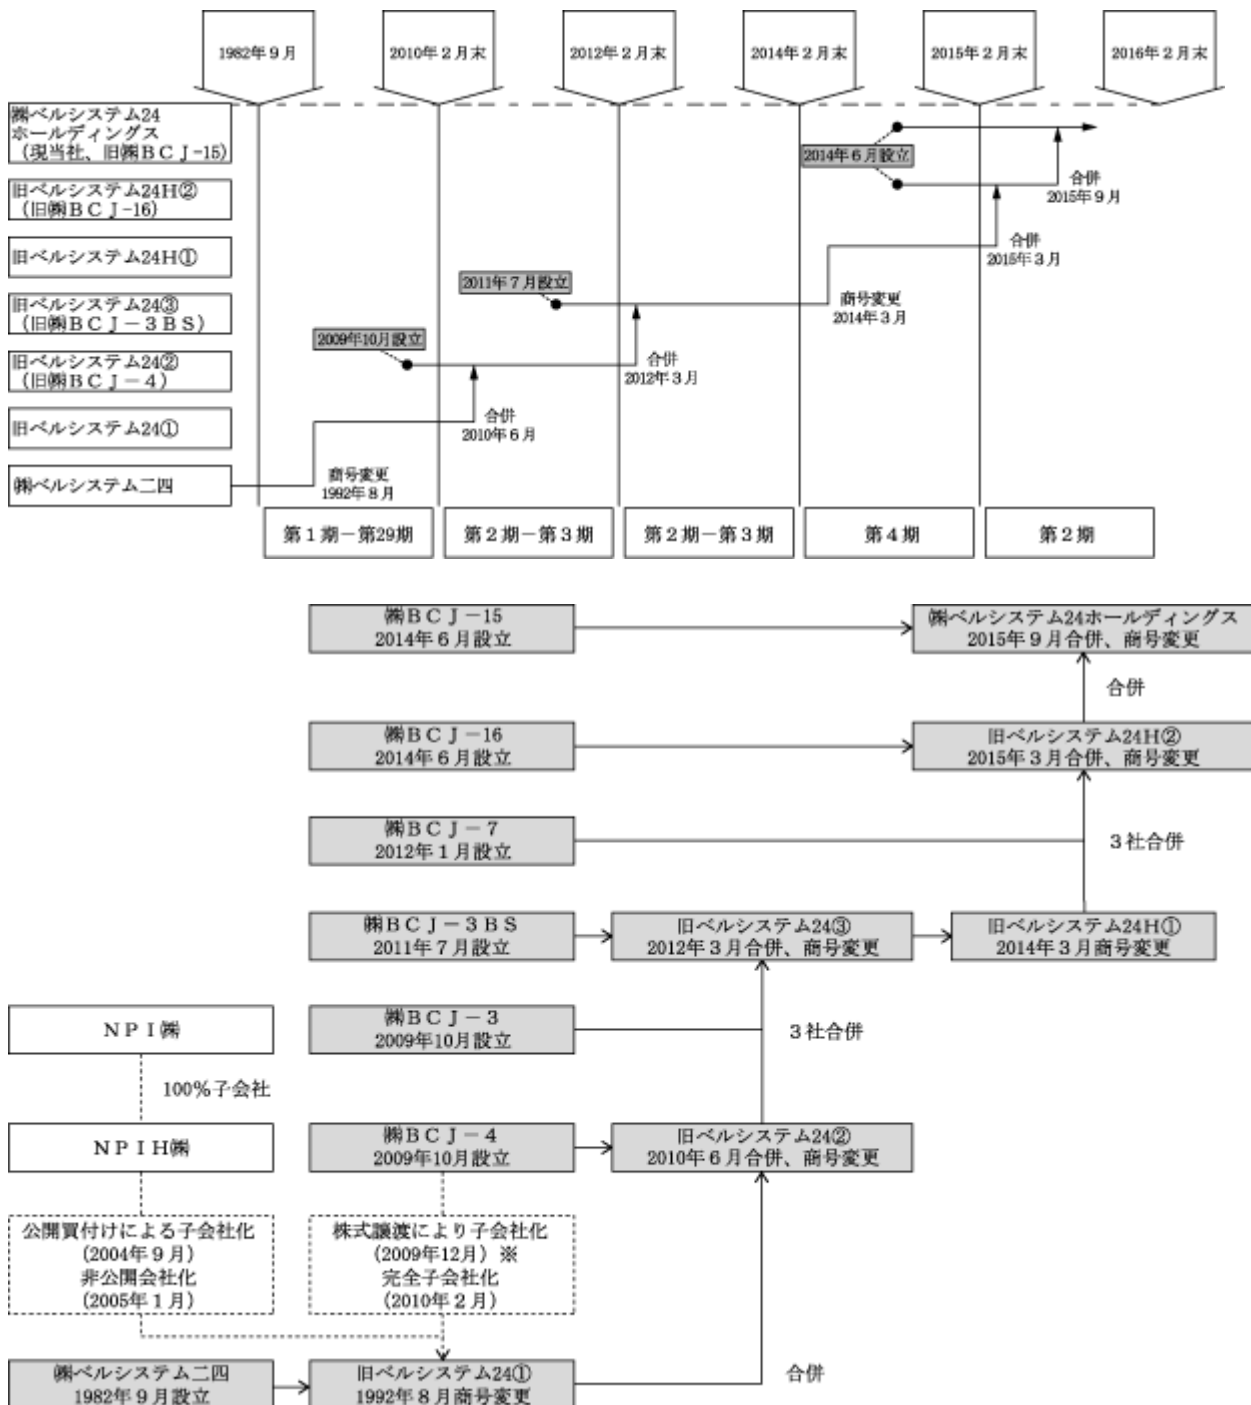 1982年9月
2010年2月末
2012年2月末
2014年2月末
2015年2月末
2016年2月末
㈱ベルシステム24
ホールディングス
(現当社、旧㈱BCJ-15)
旧ベルシステム24H②
(旧㈱BCJ-16)
旧ベルシステム24H①
旧ベルシステム24③
(旧㈱BCJ-3BS)
旧ベルシステム24②
(旧㈱BCJ-4)
旧ベルシステム24①
㈱ベルシステム二四
2014年6月設立
合併
2015年9月
合併
2015年3月
2011年7月設立
商号変更
2014年3月
2009年10月設立
合併
2012年3月
合併
2010年6月
商号変更
1992年8月
第1期-第29期
第2期-第3期
第2期-第3期
第4期
第2期
㈱BCJ-15
2014年6月設立
㈱ベルシステム24ホールディングス
2015年9月合併、商号変更
合併
㈱BCJ-16
2014年6月設立
旧ベルシステム24H②
2015年3月合併、商号変更
㈱BCJ-7
2012年1月設立
3社合併
㈱BCJ-3BS
2011年7月設立
旧ベルシステム24③
2012年3月合併、商号変更
旧ベルシステム24H①
2014年3月商号変更
NPI㈱
㈱BCJ-3
2009年10月設立
3社合併
100%子会社
NPIH㈱
㈱BCJ-4
2009年10月設立
旧ベルシステム24②
2010年6月合併、商号変更
公開買付けによる子会社化
(2004年9月)
非公開会社化
(2005年1月)
株式譲渡により子会社化
(2009年12月)※
完全子会社化
(2010年2月)
㈱ベルシステム二四
1982年9月設立
旧ベルシステム24①
1992年8月商号変更
合併